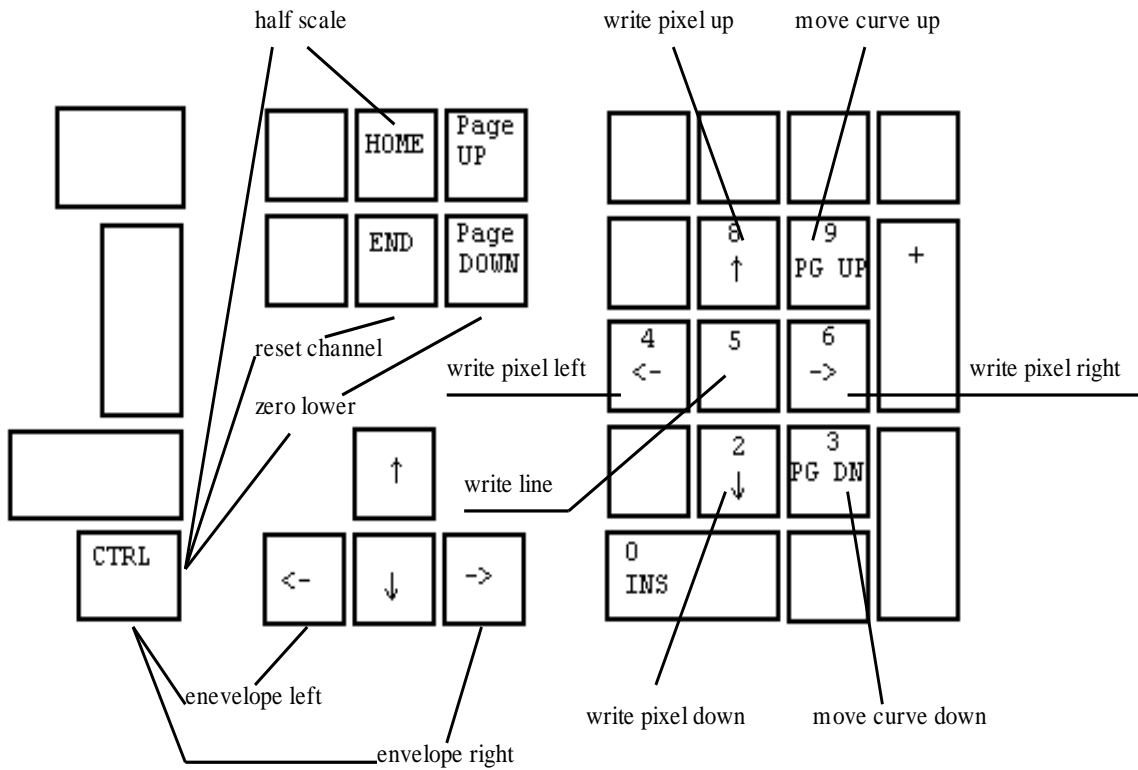 half scale
write pixel up
move curve up
HOME
Page
UP
END
Page
DOWN
8
↑
9
PG UP
+
reset channel
zero lower
write pixel left
4
<-
5
6
->
write pixel right
↑
write line
2
↓
3
PG DN
CTRL
<-
↓
->
0
INS
enevelope left
envelope right
write pixel down
move curve down